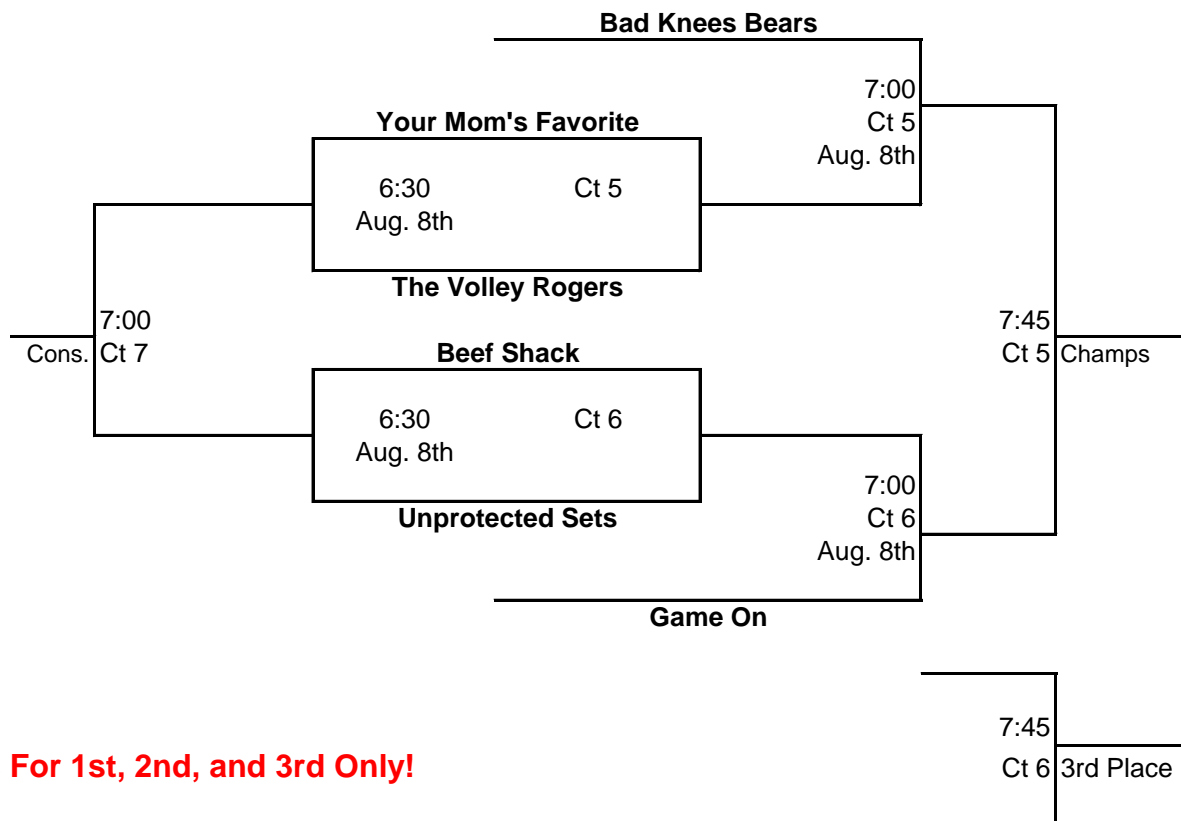 Bad Knees Bears
7:00
Ct 5
Aug. 8th
Your Mom's Favorite
6:30 Ct 5
Aug. 8th
The Volley Rogers
7:00
Cons. Ct 7
7:45
Ct 5 Champs
Beef Shack
6:30 Ct 6
Aug. 8th
Unprotected Sets
7:00
Ct 6
Aug. 8th
Game On
7:45
Ct 6 3rd Place
For 1st, 2nd, and 3rd Only!